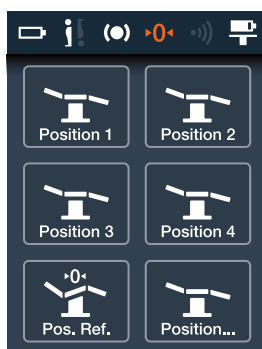 ▸0◂
Position 1
Position 2
Position 3
Position 4
▸0◂
Pos. Ref.
Position...